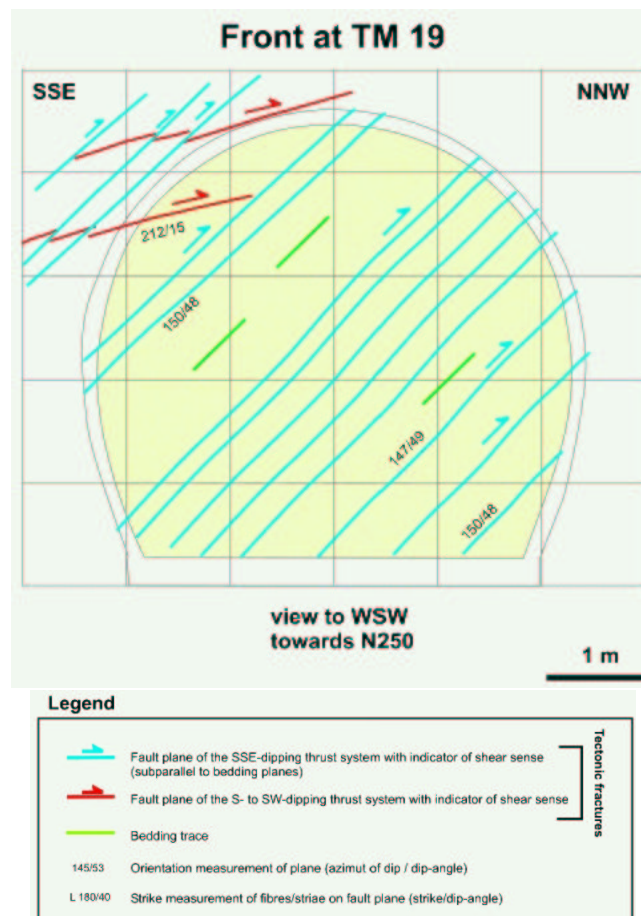 Front at TM 19
SSE
NNW
212/15
150/48
147/49
150/48
view to WSW
towards N250
1 m
Legend
Fault plane of the SSE-dipping thrust system with indicator of shear sense
(subparallel to bedding planes)
Fault plane of the S- to SW-dipping thrust system with indicator of shear sense
Tectonic fractures
Bedding trace
145/53 Orientation measurement of plane (azimut of dip / dip-angle)
L 180/40 Strike measurement of fibres/striae on fault plane (strike/dip-angle)